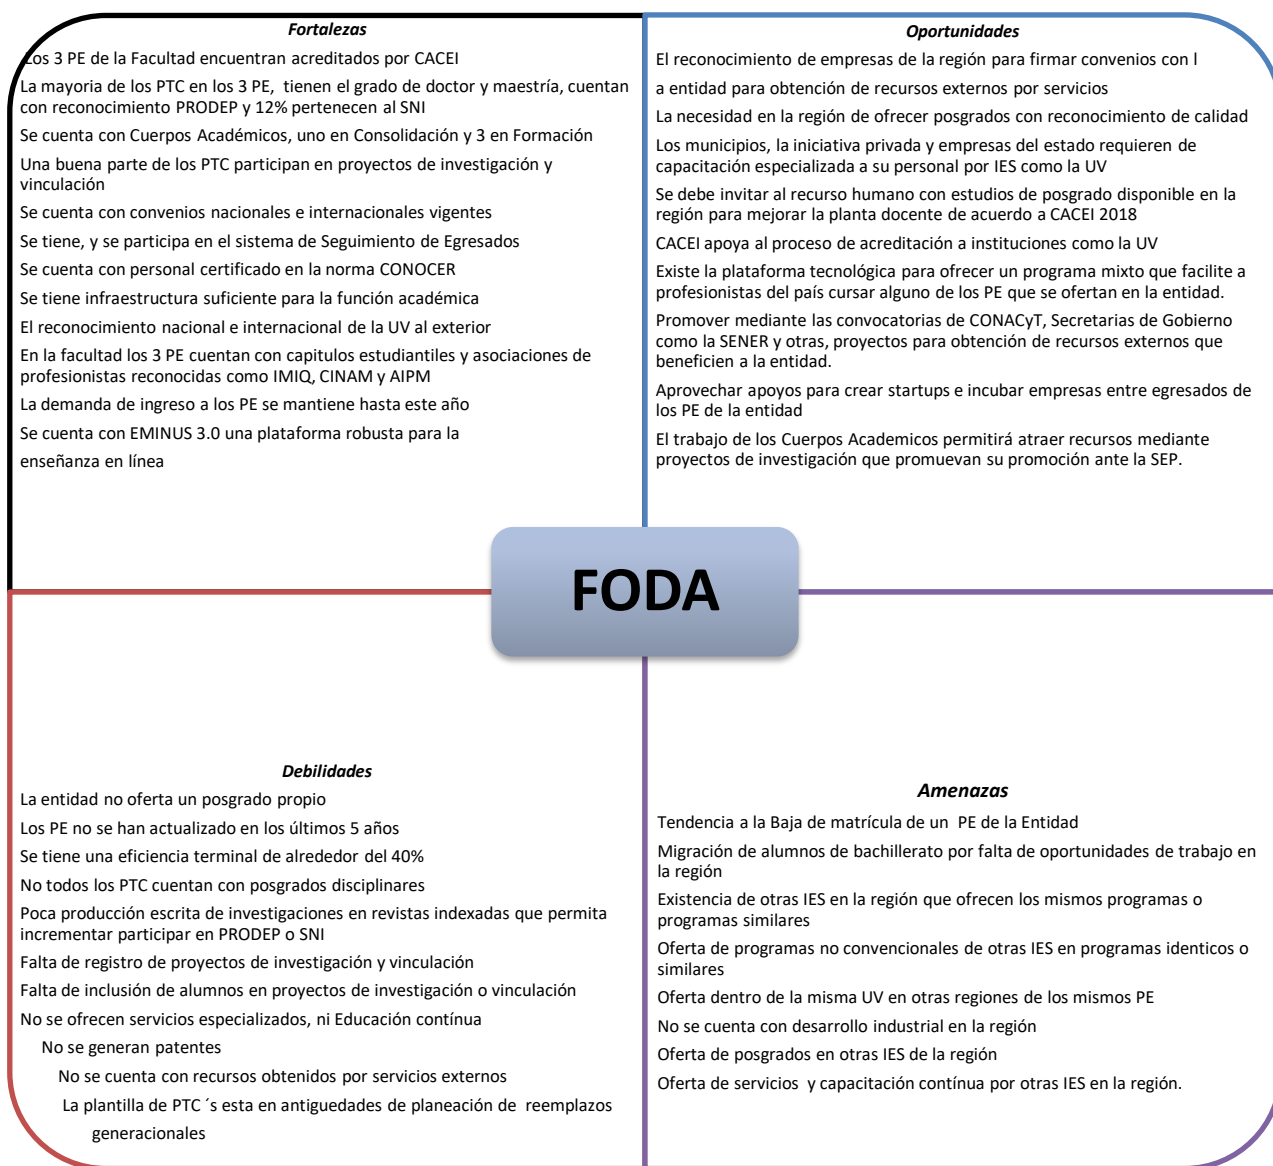 Fortalezas
Los 3 PE de la Facultad encuentran acreditados por CACEI
La mayoria de los PTC en los 3 PE, tienen el grado de doctor y maestría, cuentan
con reconocimiento PRODEP y 12% pertenecen al SNI
Se cuenta con Cuerpos Académicos, uno en Consolidación y 3 en Formación
Una buena parte de los PTC participan en proyectos de investigación y
vinculación
Se cuenta con convenios nacionales e internacionales vigentes
Se tiene, y se participa en el sistema de Seguimiento de Egresados
Se cuenta con personal certificado en la norma CONOCER
Se tiene infraestructura suficiente para la función académica
El reconocimiento nacional e internacional de la UV al exterior
En la facultad los 3 PE cuentan con capitulos estudiantiles y asociaciones de
profesionistas reconocidas como IMIQ, CINAM y AIPM
La demanda de ingreso a los PE se mantiene hasta este año
Se cuenta con EMINUS 3.0 una plataforma robusta para la
enseñanza en línea
Oportunidades
El reconocimiento de empresas de la región para firmar convenios con l
a entidad para obtención de recursos externos por servicios
La necesidad en la región de ofrecer posgrados con reconocimiento de calidad
Los municipios, la iniciativa privada y empresas del estado requieren de
capacitación especializada a su personal por IES como la UV
Se debe invitar al recurso humano con estudios de posgrado disponible en la
región para mejorar la planta docente de acuerdo a CACEI 2018
CACEI apoya al proceso de acreditación a instituciones como la UV
Existe la plataforma tecnológica para ofrecer un programa mixto que facilite a
profesionistas del país cursar alguno de los PE que se ofertan en la entidad.
Promover mediante las convocatorias de CONACyT, Secretarias de Gobierno
como la SENER y otras, proyectos para obtención de recursos externos que
beneficien a la entidad.
Aprovechar apoyos para crear startups e incubar empresas entre egresados de
los PE de la entidad
El trabajo de los Cuerpos Academicos permitirá atraer recursos mediante
proyectos de investigación que promuevan su promoción ante la SEP.
FODA
Debilidades
La entidad no oferta un posgrado propio
Los PE no se han actualizado en los últimos 5 años
Se tiene una eficiencia terminal de alrededor del 40%
No todos los PTC cuentan con posgrados disciplinares
Poca producción escrita de investigaciones en revistas indexadas que permita
incrementar participar en PRODEP o SNI
Falta de registro de proyectos de investigación y vinculación
Falta de inclusión de alumnos en proyectos de investigación o vinculación
No se ofrecen servicios especializados, ni Educación contínua
No se generan patentes
No se cuenta con recursos obtenidos por servicios externos
La plantilla de PTC ´s esta en antiguedades de planeación de reemplazos
generacionales
Amenazas
Tendencia a la Baja de matrícula de un PE de la Entidad
Migración de alumnos de bachillerato por falta de oportunidades de trabajo en
la región
Existencia de otras IES en la región que ofrecen los mismos programas o
programas similares
Oferta de programas no convencionales de otras IES en programas identicos o
similares
Oferta dentro de la misma UV en otras regiones de los mismos PE
No se cuenta con desarrollo industrial en la región
Oferta de posgrados en otras IES de la región
Oferta de servicios y capacitación contínua por otras IES en la región.